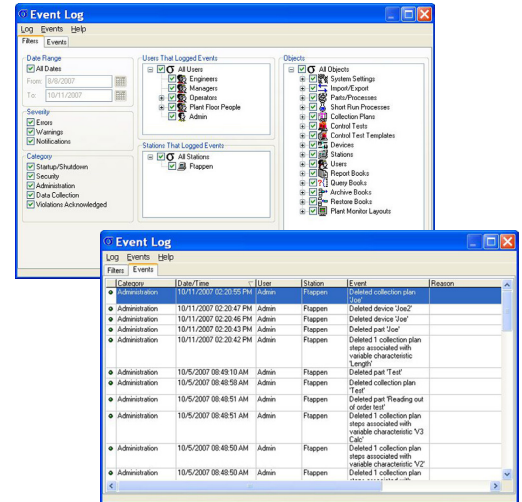 Event Log
Log Events Help
Filters Events
Date Range
All Dates
From: 8/8/2007
To: 10/11/2007
Severity
Errors
Warnings
Notifications
Category
Startup/Shutdown
Security
Administration
Data Collection
Violations Acknowledged
Users That Logged Events
All Users
Engineers
Managers
Operators
Plant Floor People
Admin
Stations That Logged Events
All Stations
Ftappen
Objects
All Objects
System Settings
Import/Export
Parts/Processes
Short Run Processes
Collection Plans
Control Tests
Control Test Templates
Devices
Stations
Users
Report Books
Query Books
Archive Books
Restore Books
Plant Monitor Layouts
Event Log
Log Events Help
Filters Events
Category Date/Time User Station Event Reason
Administration 10/11/2007 02:20:55 PM Admin Ftappen Deleted collection plan
'Joe'
Administration 10/11/2007 02:20:47 PM Admin Ftappen Deleted device 'Joe2'
Administration 10/11/2007 02:20:46 PM Admin Ftappen Deleted device 'Joe'
Administration 10/11/2007 02:20:43 PM Admin Ftappen Deleted part 'Joe'
Administration 10/11/2007 02:20:42 PM Admin Ftappen Deleted 1 collection plan
steps associated with
variable characteristic
'Length'
Administration 10/5/2007 08:49:10 AM Admin Ftappen Deleted part 'Test'
Administration 10/5/2007 08:48:58 AM Admin Ftappen Deleted collection plan
'Test'
Administration 10/5/2007 08:48:51 AM Admin Ftappen Deleted part 'Reading out
of order test'
Administration 10/5/2007 08:48:51 AM Admin Ftappen Deleted 1 collection plan
steps associated with
variable characteristic 'V3
Calc'
Administration 10/5/2007 08:48:50 AM Admin Ftappen Deleted 1 collection plan
steps associated with
variable characteristic 'V2'
Administration 10/5/2007 08:48:50 AM Admin Ftappen Deleted 1 collection plan